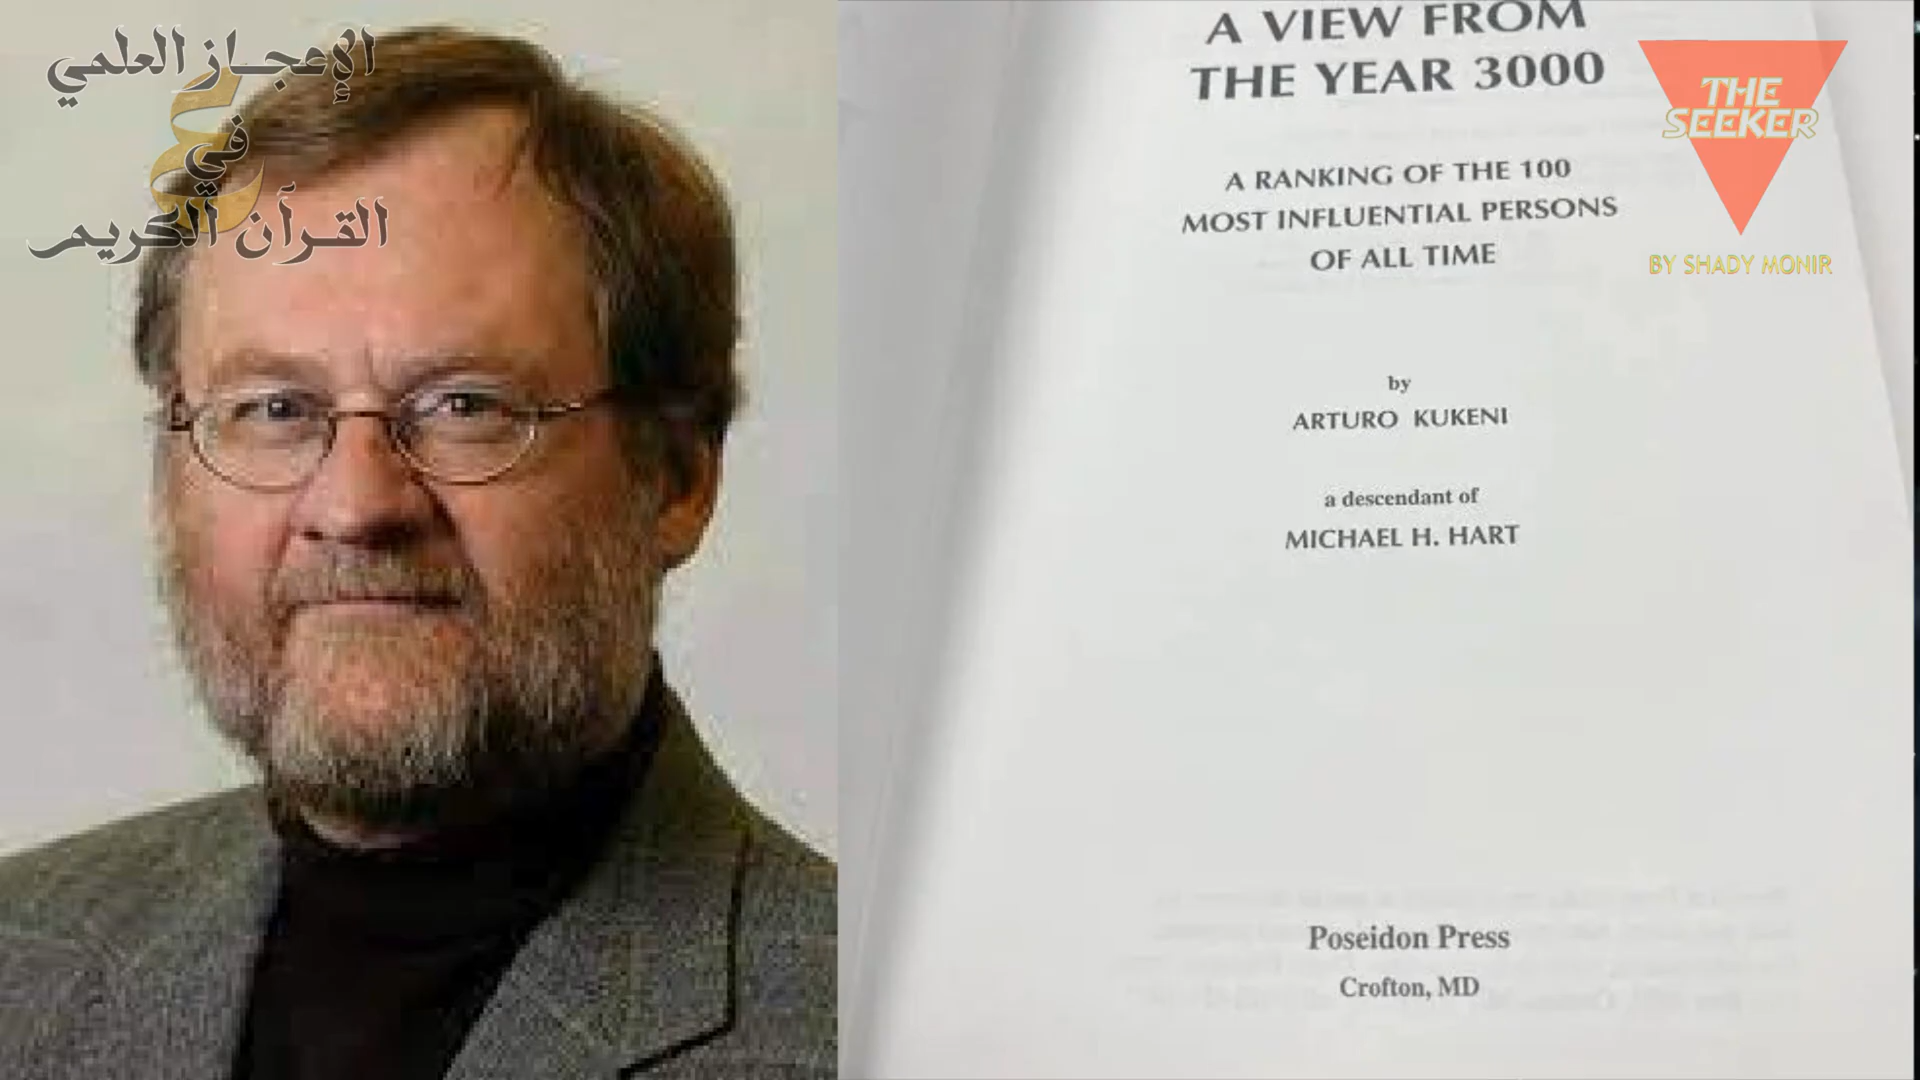 الإعجاز العلمي
في
القرآن الكريم
A VIEW FROM
THE YEAR 3000
A RANKING OF THE 100
MOST INFLUENTIAL PERSONS
OF ALL TIME
by
ARTURO KUKENI
a descendant of
MICHAEL H. HART
Poseidon Press
Crofton, MD
THE
SEEKER
BY SHADY MONIR